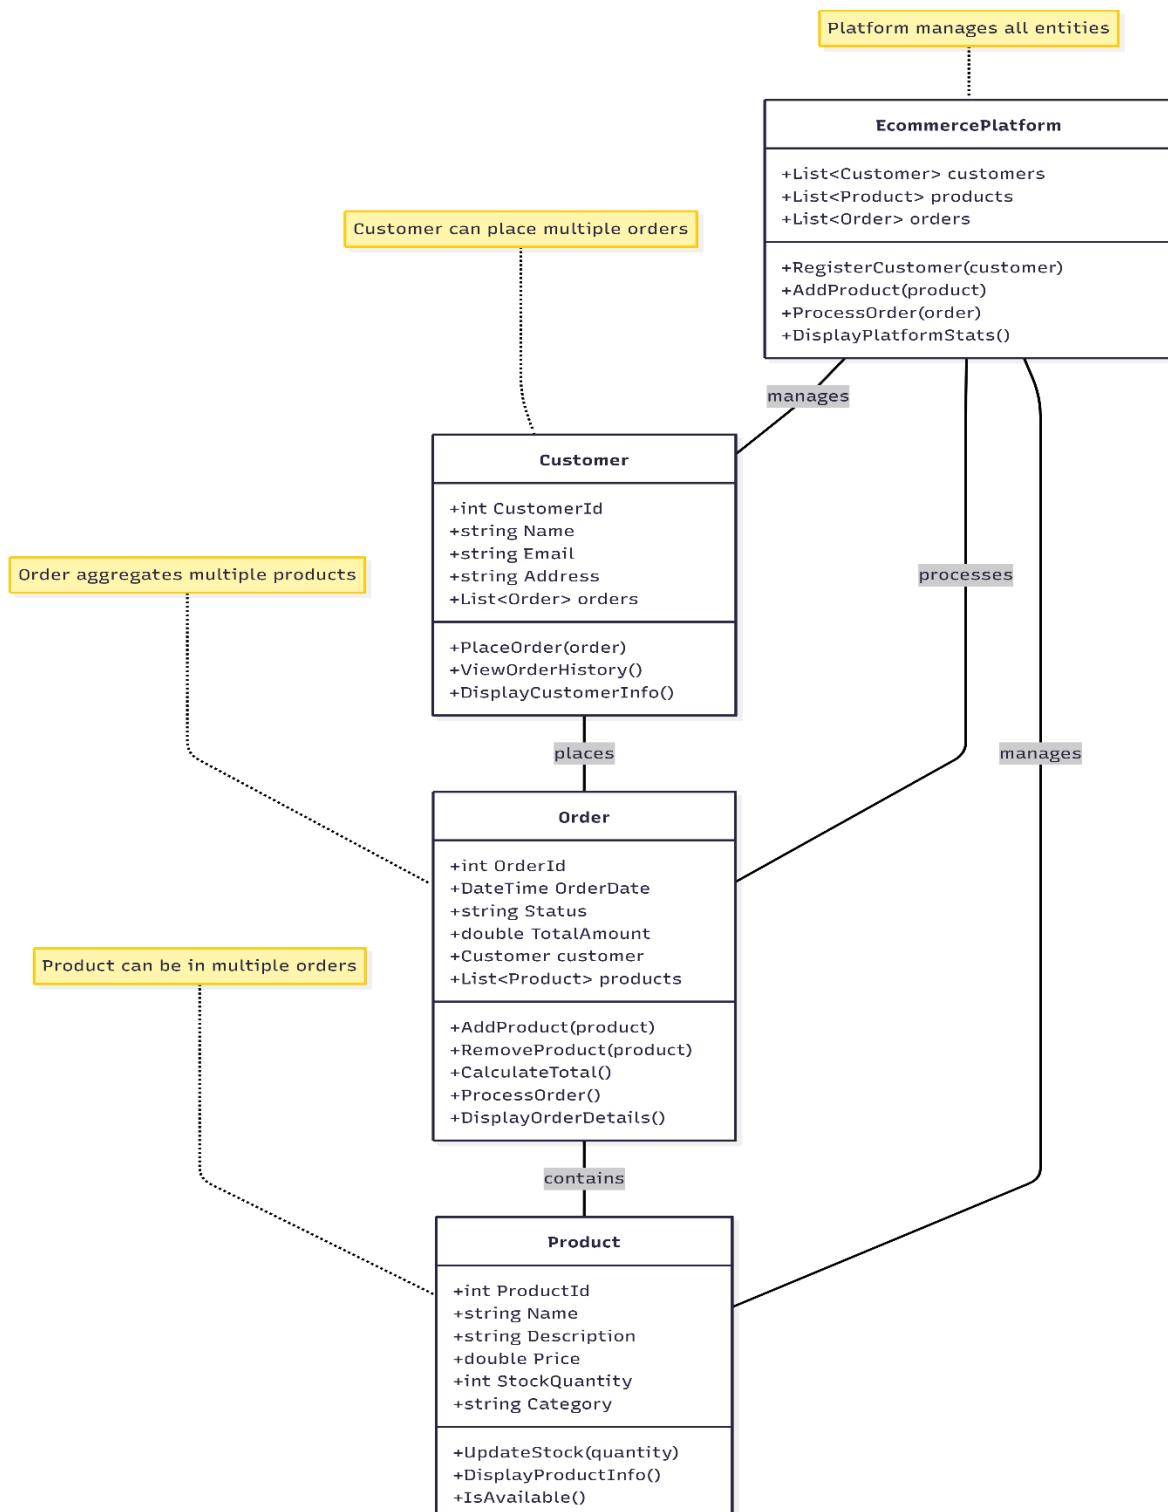 Platform manages all entities
EcommercePlatform
+List<Customer> customers
+List<Product> products
+List<Order> orders
+RegisterCustomer(customer)
+AddProduct(product)
+ProcessOrder(order)
+DisplayPlatformStats()
Customer can place multiple orders
manages
Customer
+int CustomerId
+string Name
+string Email
+string Address
+List<Order> orders
+PlaceOrder(order)
+ViewOrderHistory()
+DisplayCustomerInfo()
Order aggregates multiple products
processes
places
manages
Order
+int OrderId
+DateTime OrderDate
+string Status
+double TotalAmount
+Customer customer
+List<Product> products
+AddProduct(product)
+RemoveProduct(product)
+CalculateTotal()
+ProcessOrder()
+DisplayOrderDetails()
Product can be in multiple orders
contains
Product
+int ProductId
+string Name
+string Description
+double Price
+int StockQuantity
+string Category
+UpdateStock(quantity)
+DisplayProductInfo()
+IsAvailable()